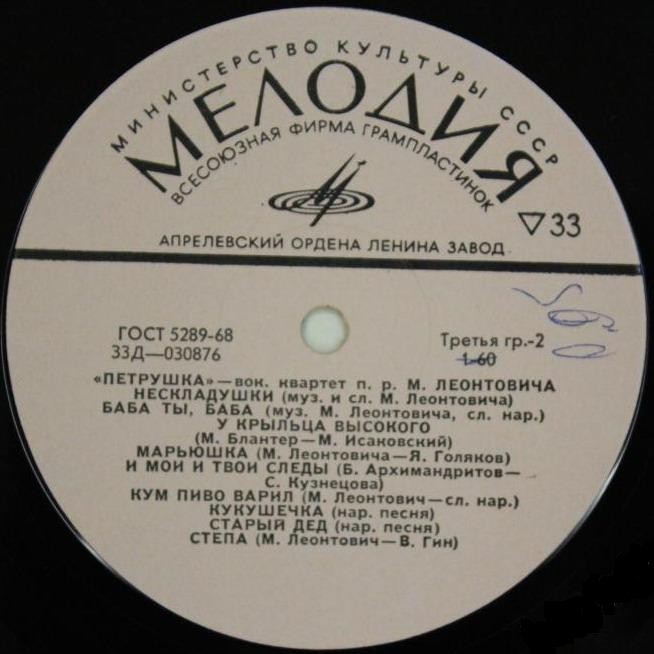 МИНИСТЕРСТВО КУЛЬТУРЫ СССР
МЕЛОДИЯ
ВСЕСОЮЗНАЯ ФИРМА ГРАМПЛАСТИНОК
▽33
АПРЕЛЕВСКИЙ ОРДЕНА ЛЕНИНА ЗАВОД
ГОСТ 5289-68
33Д—030876
Третья гр.-2
1-60
«ПЕТРУШКА»—вок. квартет п. р. М. ЛЕОНТОВИЧА
НЕСКЛАДУШКИ (муз. и сл. М. Леонтовича)
БАБА ТЫ, БАБА (муз. М. Леонтовича, сл. нар.)
У КРЫЛЬЦА ВЫСОКОГО
(М. Блантер—М. Исаковский)
МАРЬЮШКА (М. Леонтовича—Я. Голяков)
И МОИ И ТВОИ СЛЕДЫ (Б. Архимандритов—
С. Кузнецова)
КУМ ПИВО ВАРИЛ (М. Леонтович—сл. нар.)
КУКУШЕЧКА (нар. песня)
СТАРЫЙ ДЕД (нар. песня)
СТЕПА (М. Леонтович—В. Гин)